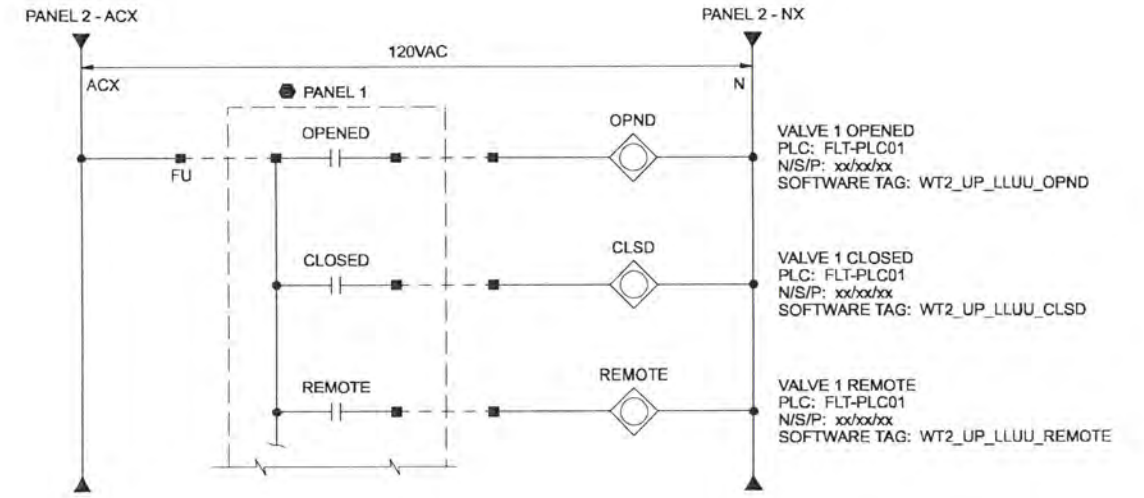 PANEL 2 - ACX
PANEL 2 - NX
120VAC
ACX
N
PANEL 1
OPENED
OPND
FU
VALVE 1 OPENED
PLC: FLT-PLC01
N/S/P: xx/xx/xx
SOFTWARE TAG: WT2_UP_LLUU_OPND
CLOSED
CLSD
VALVE 1 CLOSED
PLC: FLT-PLC01
N/S/P: xx/xx/xx
SOFTWARE TAG: WT2_UP_LLUU_CLSD
REMOTE
REMOTE
VALVE 1 REMOTE
PLC: FLT-PLC01
N/S/P: xx/xx/xx
SOFTWARE TAG: WT2_UP_LLUU_REMOTE